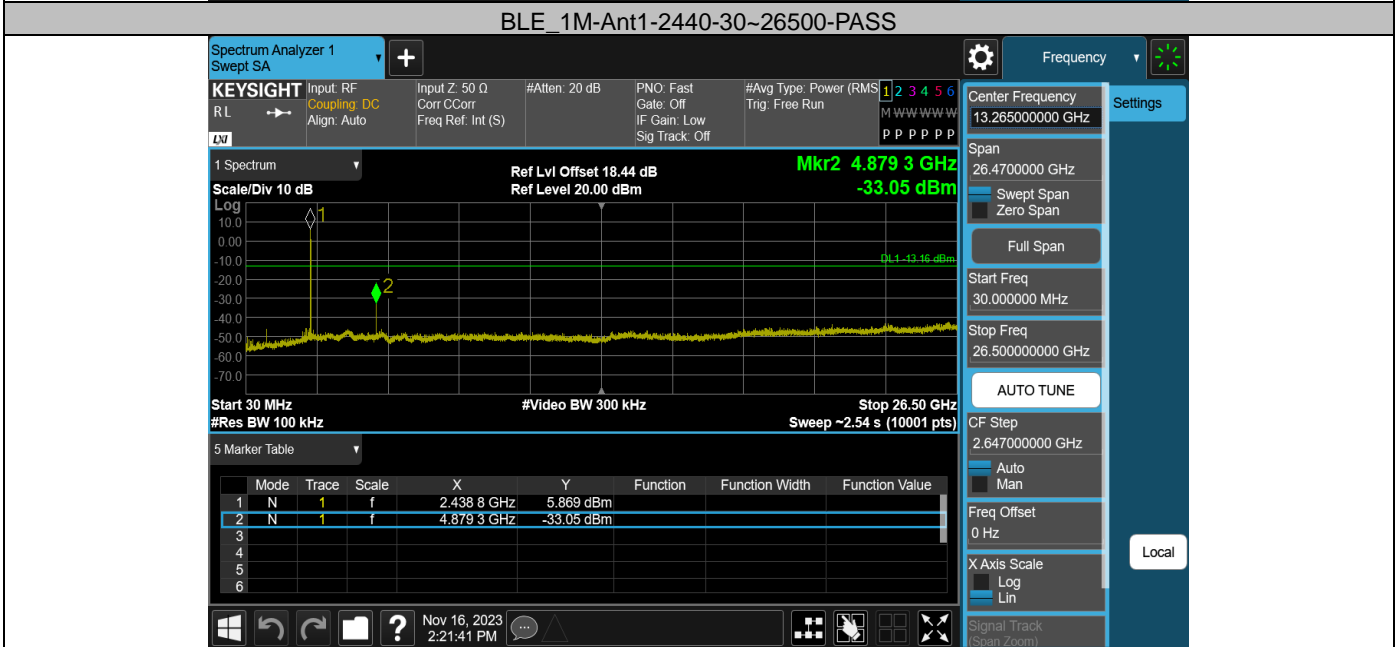 BLE_1M-Ant1-2440-30~26500-PASS
Spectrum Analyzer 1
Swept SA
+
Frequency
KEYSIGHT
RL
LXI
Input: RF
Coupling: DC
Align: Auto
Input Z: 50 Ω
Corr CCorr
Freq Ref: Int (S)
#Atten: 20 dB
PNO: Fast
Gate: Off
IF Gain: Low
Sig Track: Off
#Avg Type: Power (RMS
Trig: Free Run
1 2 3 4 5 6
M W W W W W
P P P P P P
1 Spectrum
Scale/Div 10 dB
Ref Lvl Offset 18.44 dB
Ref Level 20.00 dBm
Mkr2 4.879 3 GHz
-33.05 dBm
Log
10.0
0.00
-10.0
-20.0
-30.0
-40.0
-50.0
-60.0
-70.0
1
2
DL1 -13.16 dBm
Start 30 MHz
#Res BW 100 kHz
#Video BW 300 kHz
Stop 26.50 GHz
Sweep ~2.54 s (10001 pts)
5 Marker Table
Mode Trace Scale X Y Function Function Width Function Value
1 N 1 f 2.438 8 GHz 5.869 dBm
2 N 1 f 4.879 3 GHz -33.05 dBm
3
4
5
6
?
Nov 16, 2023
2:21:41 PM
Center Frequency
13.265000000 GHz
Settings
Span
26.4700000 GHz
Swept Span
Zero Span
Full Span
Start Freq
30.000000 MHz
Stop Freq
26.500000000 GHz
AUTO TUNE
CF Step
2.647000000 GHz
Auto
Man
Freq Offset
0 Hz
X Axis Scale
Log
Lin
Local
Signal Track
(Span Zoom)